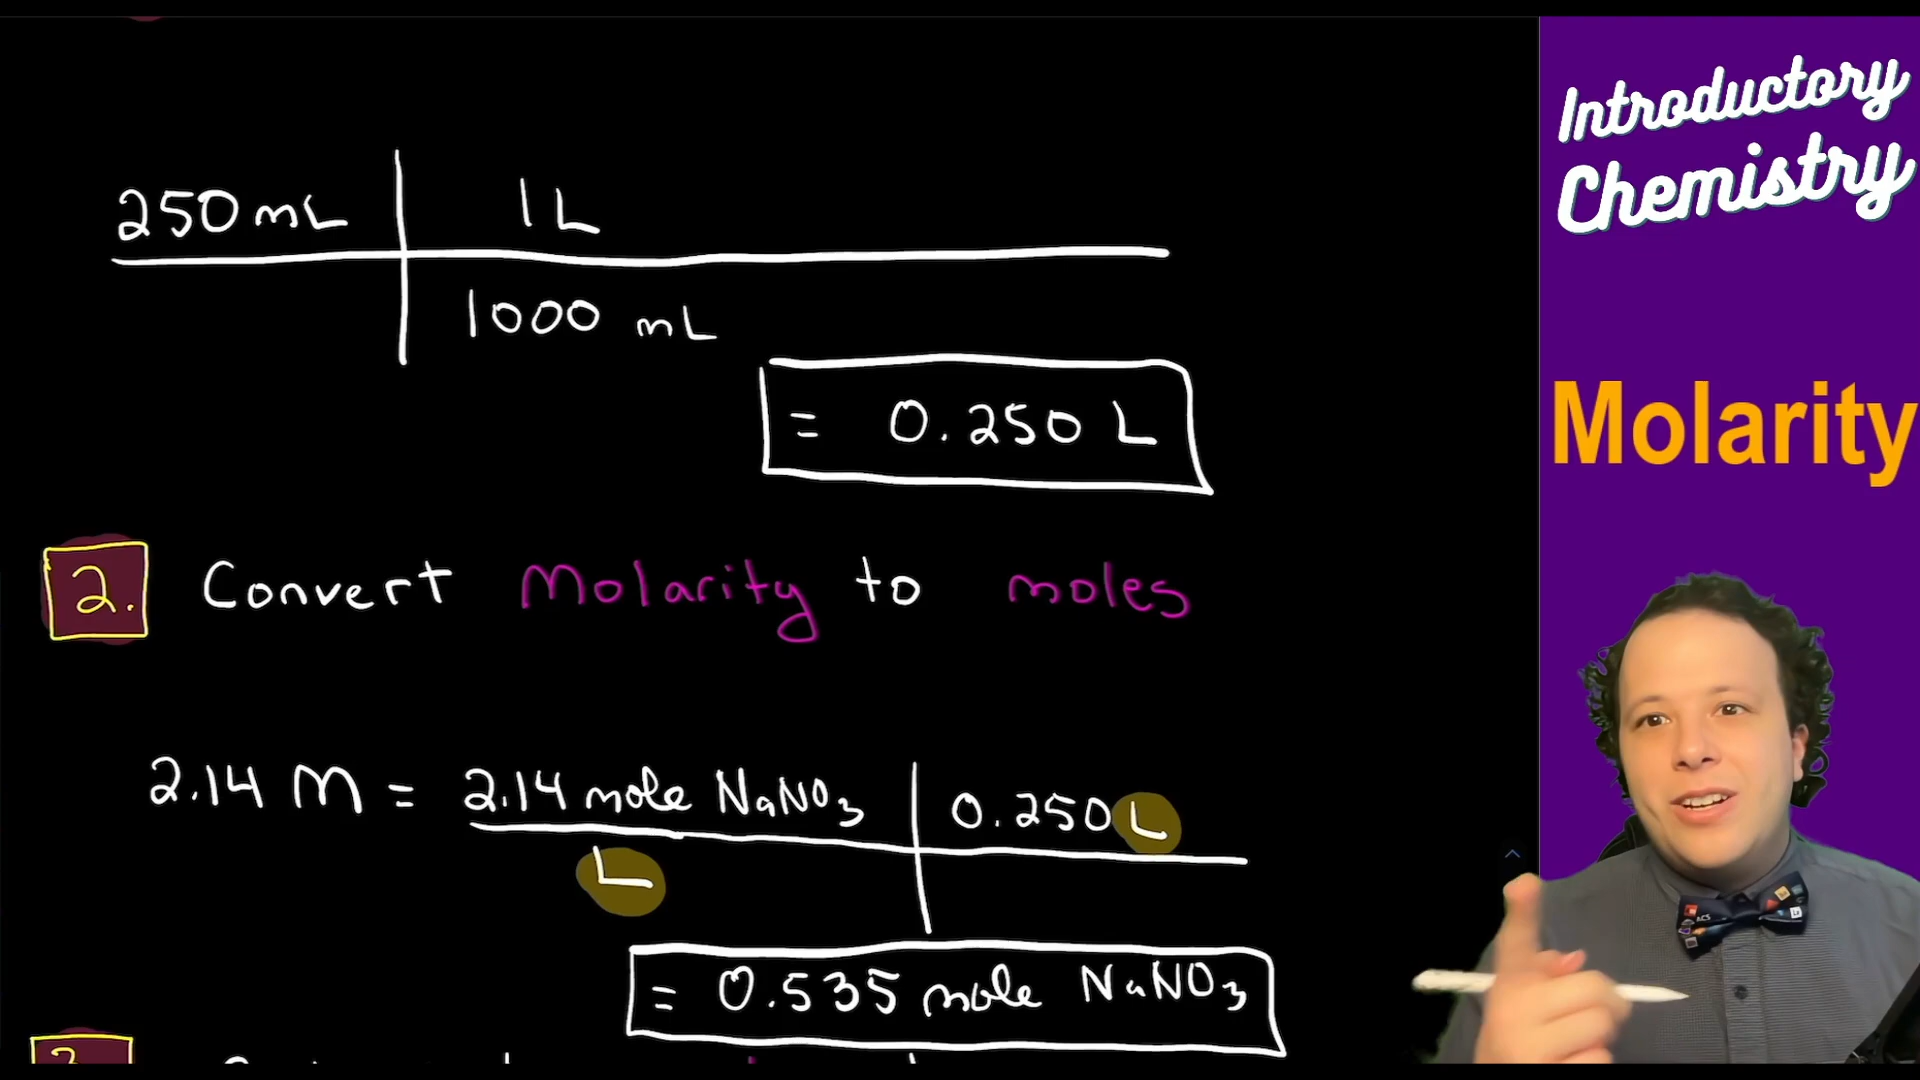 250 mL 1 L
1000 mL
= 0.250 L
2. Convert Molarity to moles
2.14 M = 2.14 mole NaNO3 0.250 L
L
= 0.535 mole NaNO3
Introductory
Chemistry
Molarity
ACS